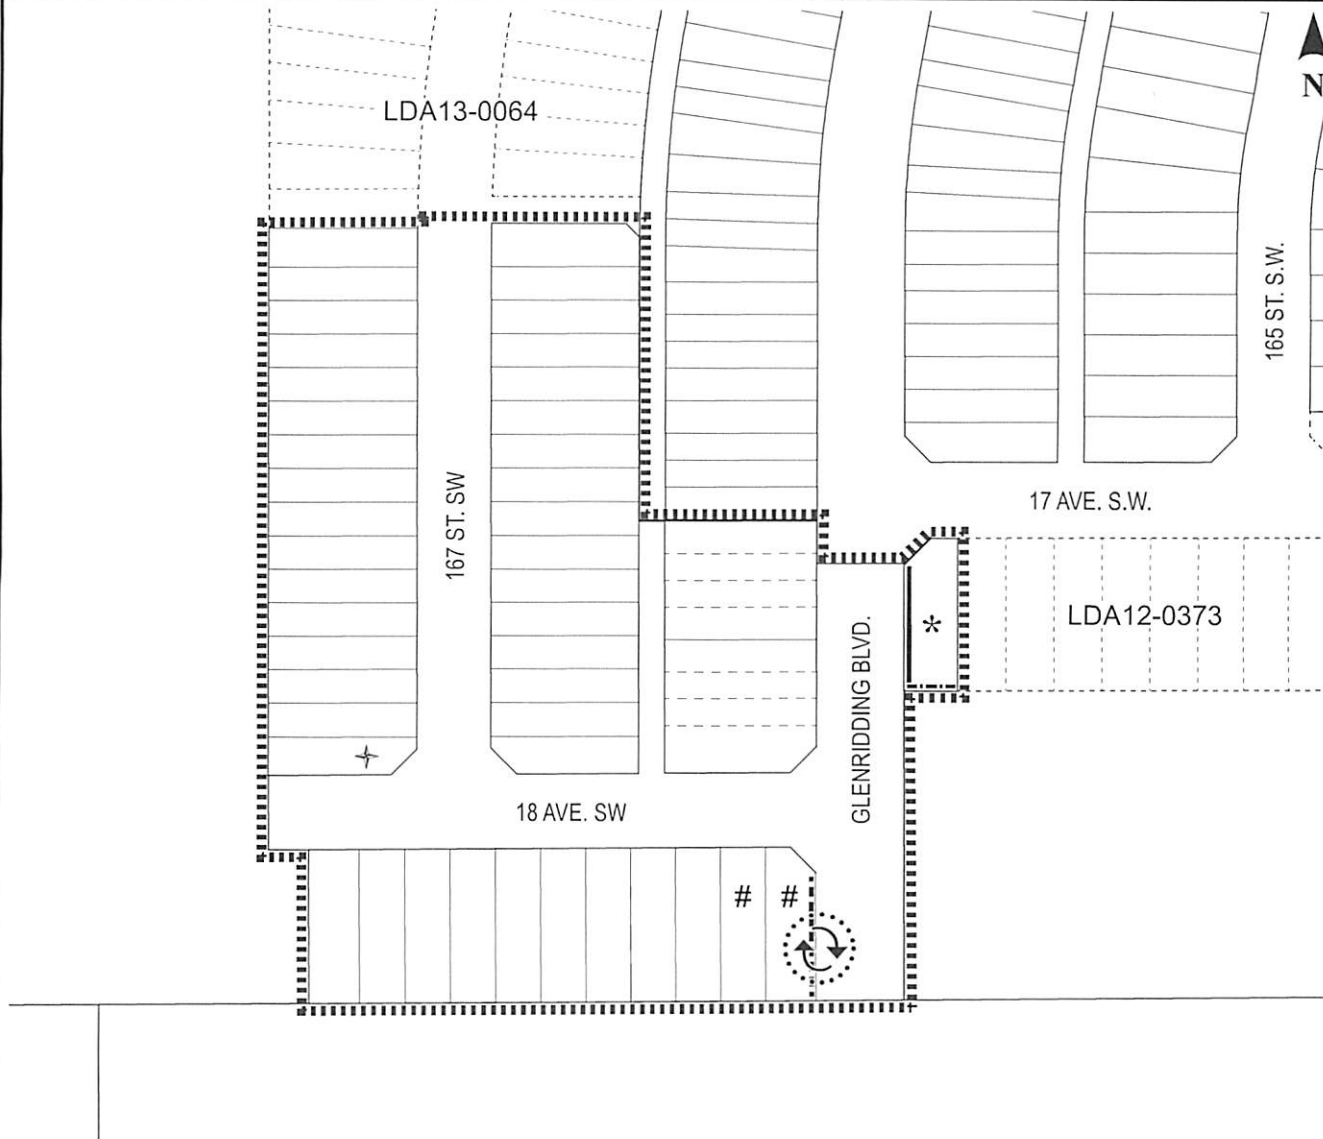 LDA13-0064
N
165 ST. S.W.
17 AVE. S.W.
167 ST. SW
LDA12-0373
*
GLENRIDDING BLVD.
18 AVE. SW
# #